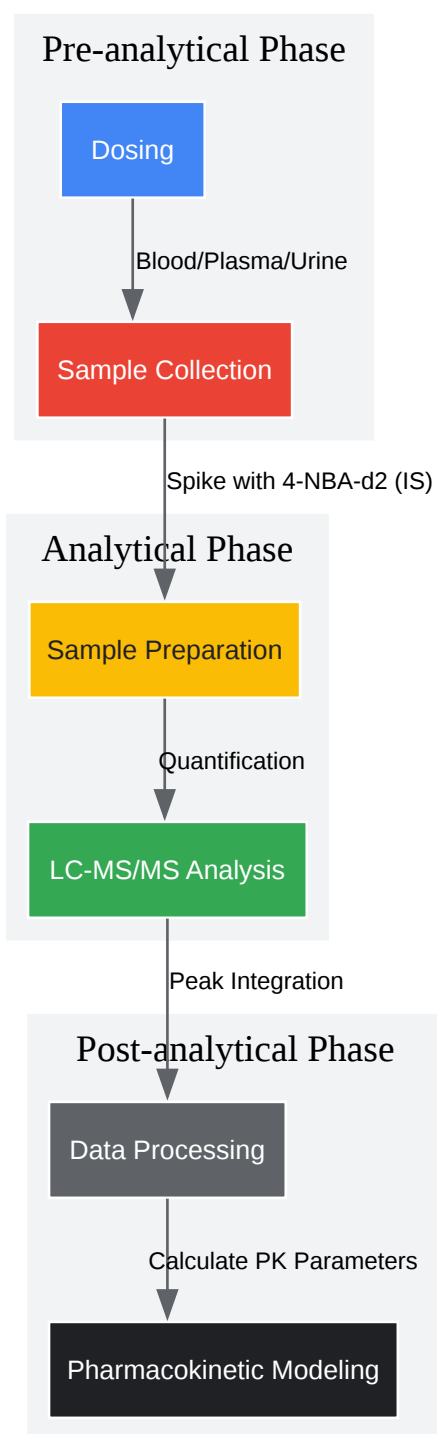 Pre-analytical Phase
Dosing
Blood/Plasma/Urine
Sample Collection
Spike with 4-NBA-d2 (IS)
Analytical Phase
Sample Preparation
Quantification
LC-MS/MS Analysis
Peak Integration
Post-analytical Phase
Data Processing
Calculate PK Parameters
Pharmacokinetic Modeling